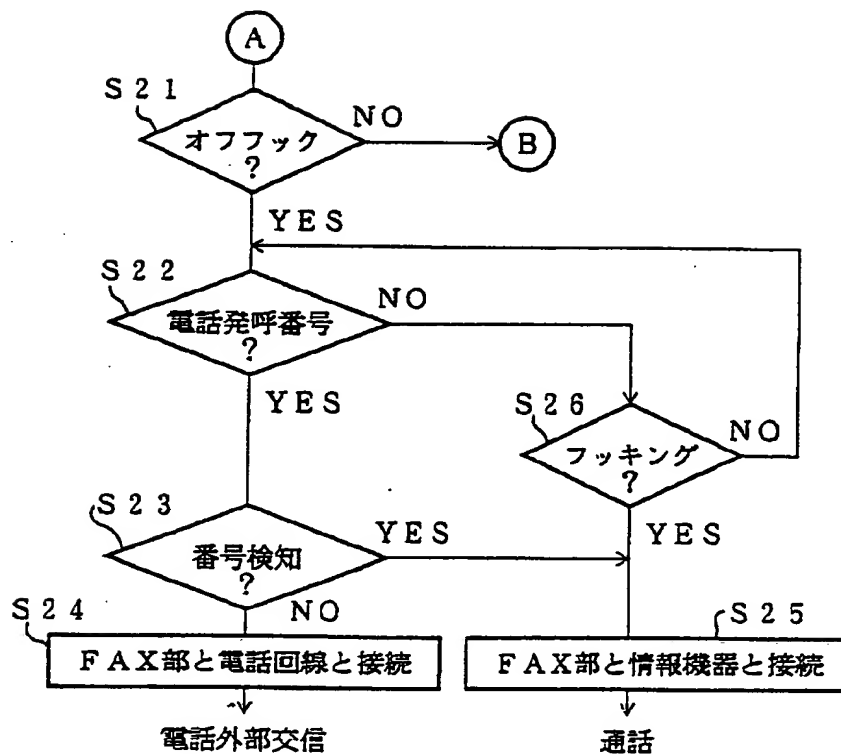 A
S21
オフフック
?
NO
B
YES
S22
電話発呼番号
?
NO
YES
S26
フッキング
?
NO
YES
S23
番号検知
?
YES
NO
S24
FAX部と電話回線と接続
S25
FAX部と情報機器と接続
電話外部交信
通話